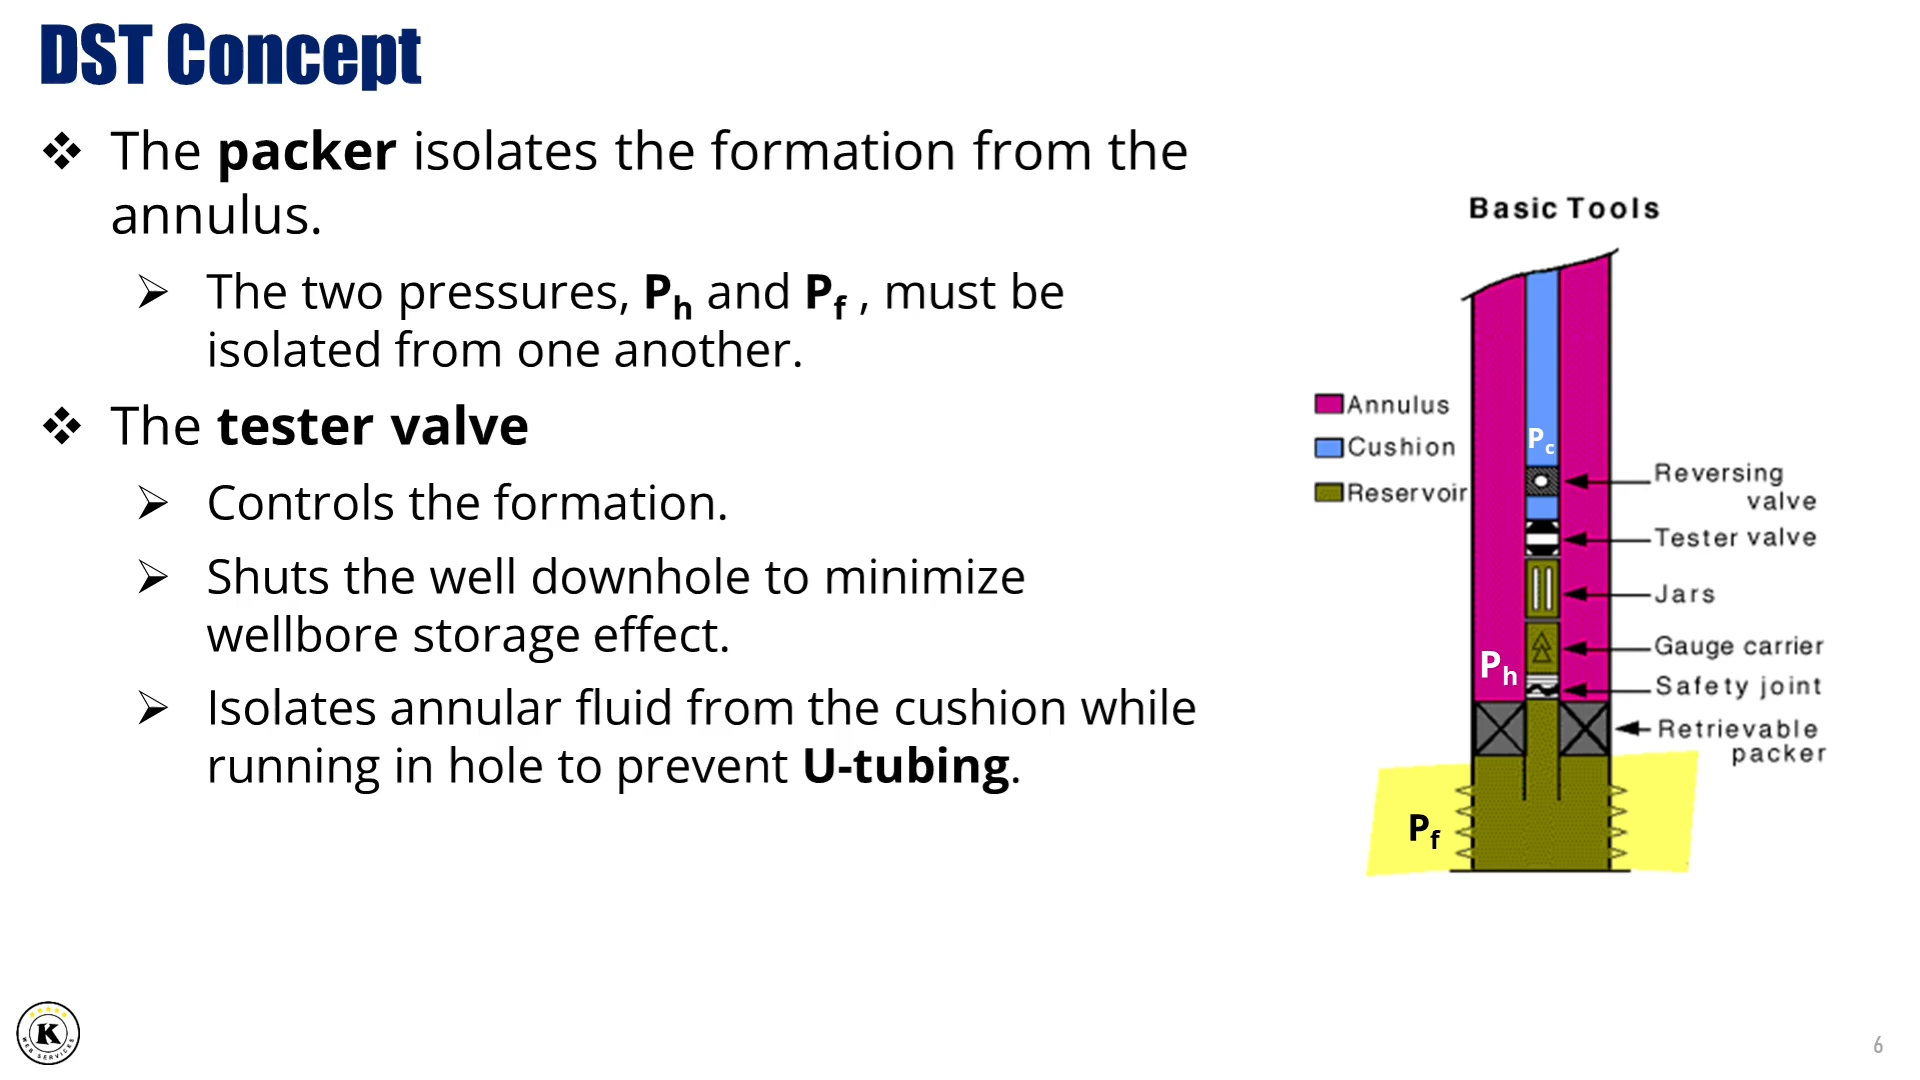 DST Concept
❖ The packer isolates the formation from the
annulus.
➢ The two pressures, Ph and Pf , must be
isolated from one another.
❖ The tester valve
➢ Controls the formation.
➢ Shuts the well downhole to minimize
wellbore storage effect.
➢ Isolates annular fluid from the cushion while
running in hole to prevent U-tubing.
Basic Tools
Annulus
Cushion
Reservoir
Pc
Ph
Pf
Reversing
valve
Tester valve
Jars
Gauge carrier
Safety joint
Retrievable
packer
K
WEB SERVICES
6